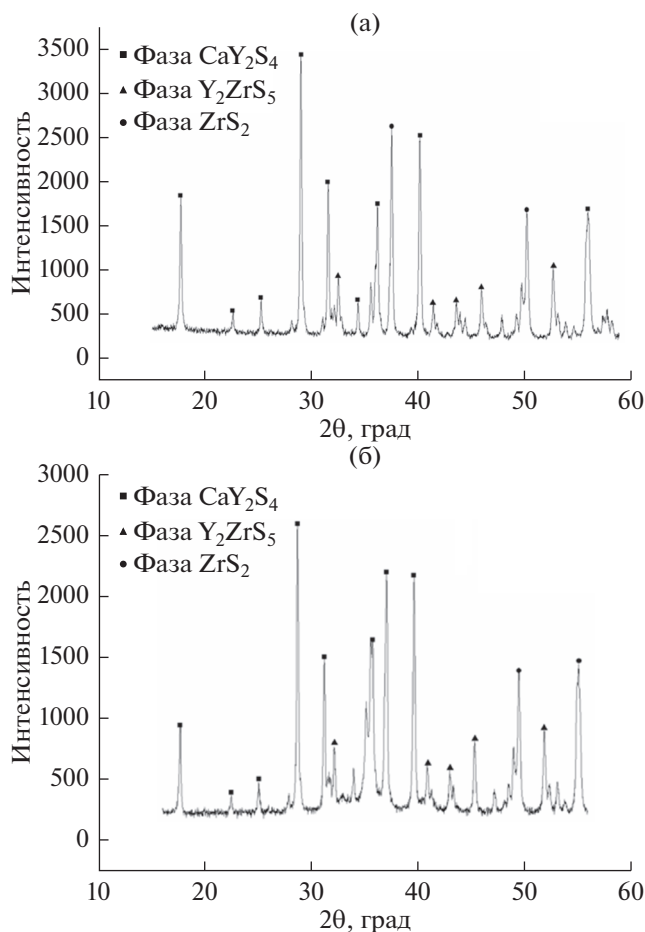 (а)
3500
3000
2500
2000
1500
1000
500
0
Интенсивность
■ Фаза CaY₂S₄
▲ Фаза Y₂ZrS₅
● Фаза ZrS₂
10 20 30 40 50 60
2θ, град
(б)
3000
2500
2000
1500
1000
500
0
Интенсивность
■ Фаза CaY₂S₄
▲ Фаза Y₂ZrS₅
● Фаза ZrS₂
10 20 30 40 50 60
2θ, град